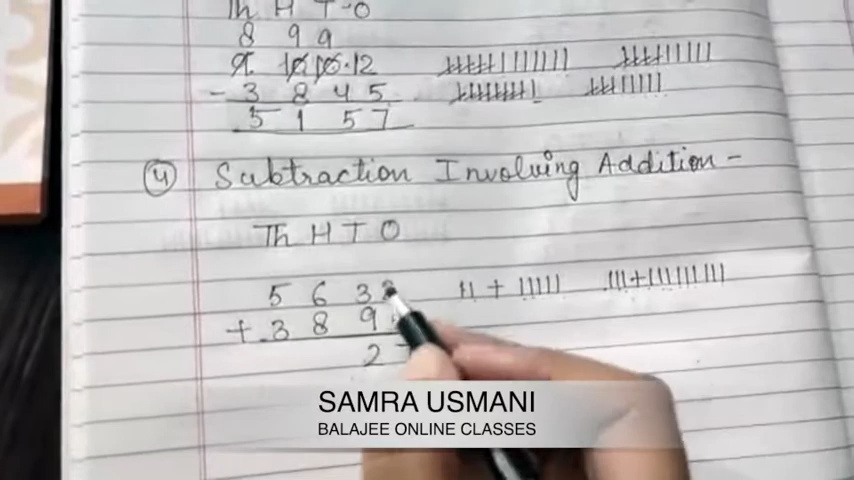 Th H T-O
8 9 9
9. 10 10.12
- 3 8 4 5
5 1 5 7
(4) Subtraction Involving Addition -
Th H T O
5 6 3 2
+ 3 8 9
2
SAMRA USMANI
BALAJEE ONLINE CLASSES